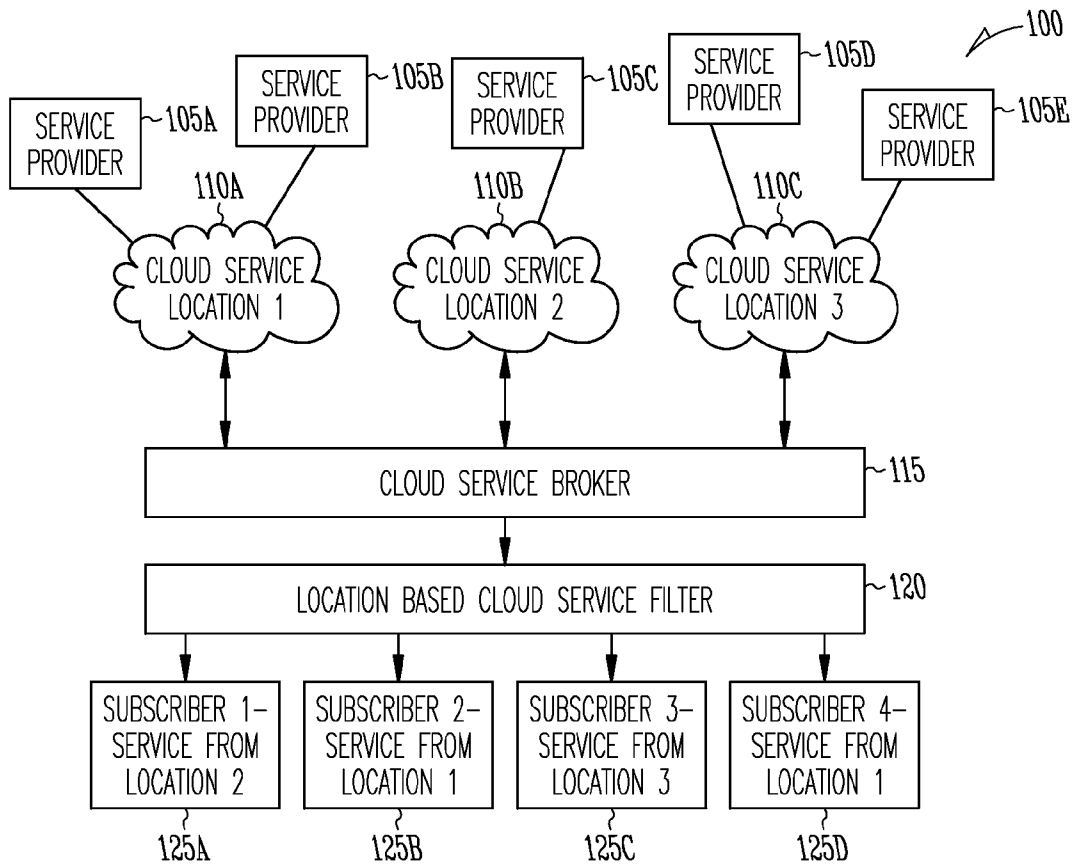 100
SERVICE
PROVIDER
105A
SERVICE
PROVIDER
105B
SERVICE
PROVIDER
105C
SERVICE
PROVIDER
105D
SERVICE
PROVIDER
105E
110A
CLOUD SERVICE
LOCATION 1
110B
CLOUD SERVICE
LOCATION 2
110C
CLOUD SERVICE
LOCATION 3
CLOUD SERVICE BROKER
115
LOCATION BASED CLOUD SERVICE FILTER
120
SUBSCRIBER 1–
SERVICE FROM
LOCATION 2
125A
SUBSCRIBER 2–
SERVICE FROM
LOCATION 1
125B
SUBSCRIBER 3–
SERVICE FROM
LOCATION 3
125C
SUBSCRIBER 4–
SERVICE FROM
LOCATION 1
125D